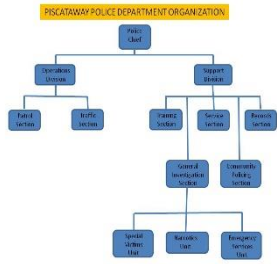 PISCATAWAY POLICE DEPARTMENT ORGANIZATION
Police
Chief
Operations
Division
Support
Division
Patrol
Section
Traffic
Section
Training
Section
Service
Section
Records
Section
General
Investigation
Section
Community
Policing
Section
Special
Victims
Unit
Narcotics
Unit
Emergency
Services
Unit